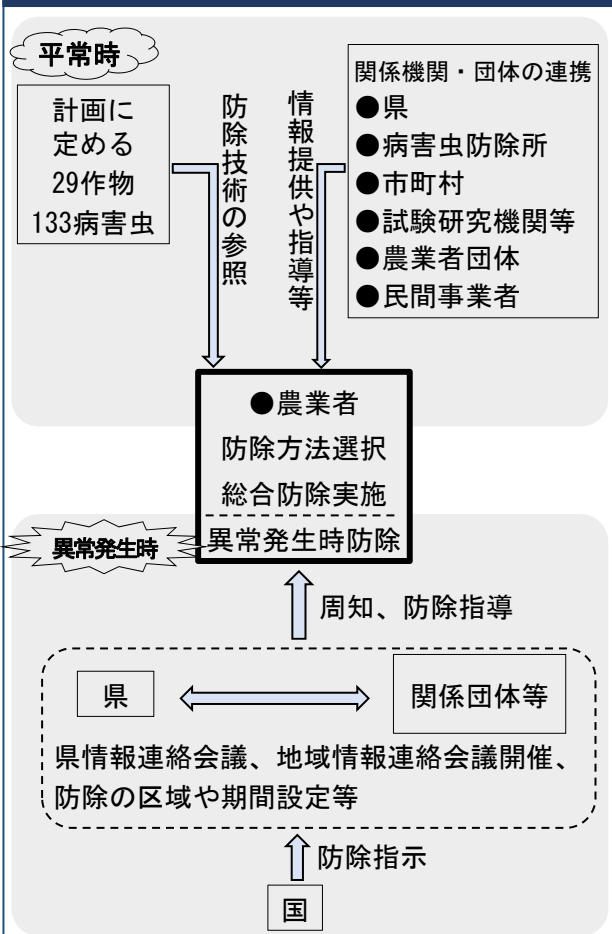 平常時
計画に
定める
29作物
133病害虫
防除技術の参照
情報提供や指導等
関係機関・団体の連携
●県
●病害虫防除所
●市町村
●試験研究機関等
●農業者団体
●民間事業者
●農業者
防除方法選択
総合防除実施
異常発生時防除
異常発生時
周知、防除指導
県
関係団体等
県情報連絡会議、地域情報連絡会議開催、
防除の区域や期間設定等
防除指示
国